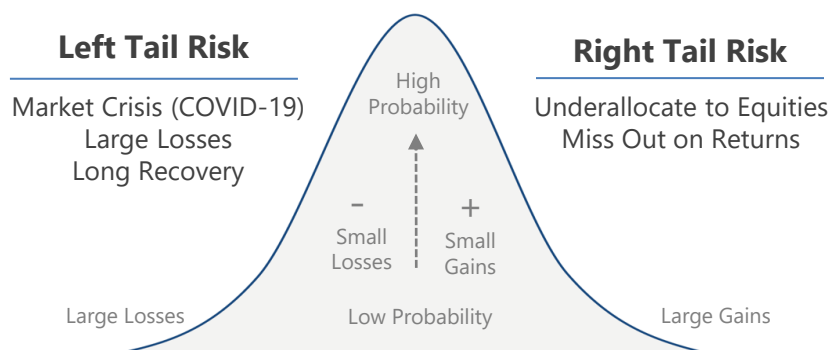 Left Tail Risk
Market Crisis (COVID-19)
Large Losses
Long Recovery
Right Tail Risk
Underallocate to Equities
Miss Out on Returns
High
Probability
-
Small
Losses
+
Small
Gains
Large Losses
Low Probability
Large Gains